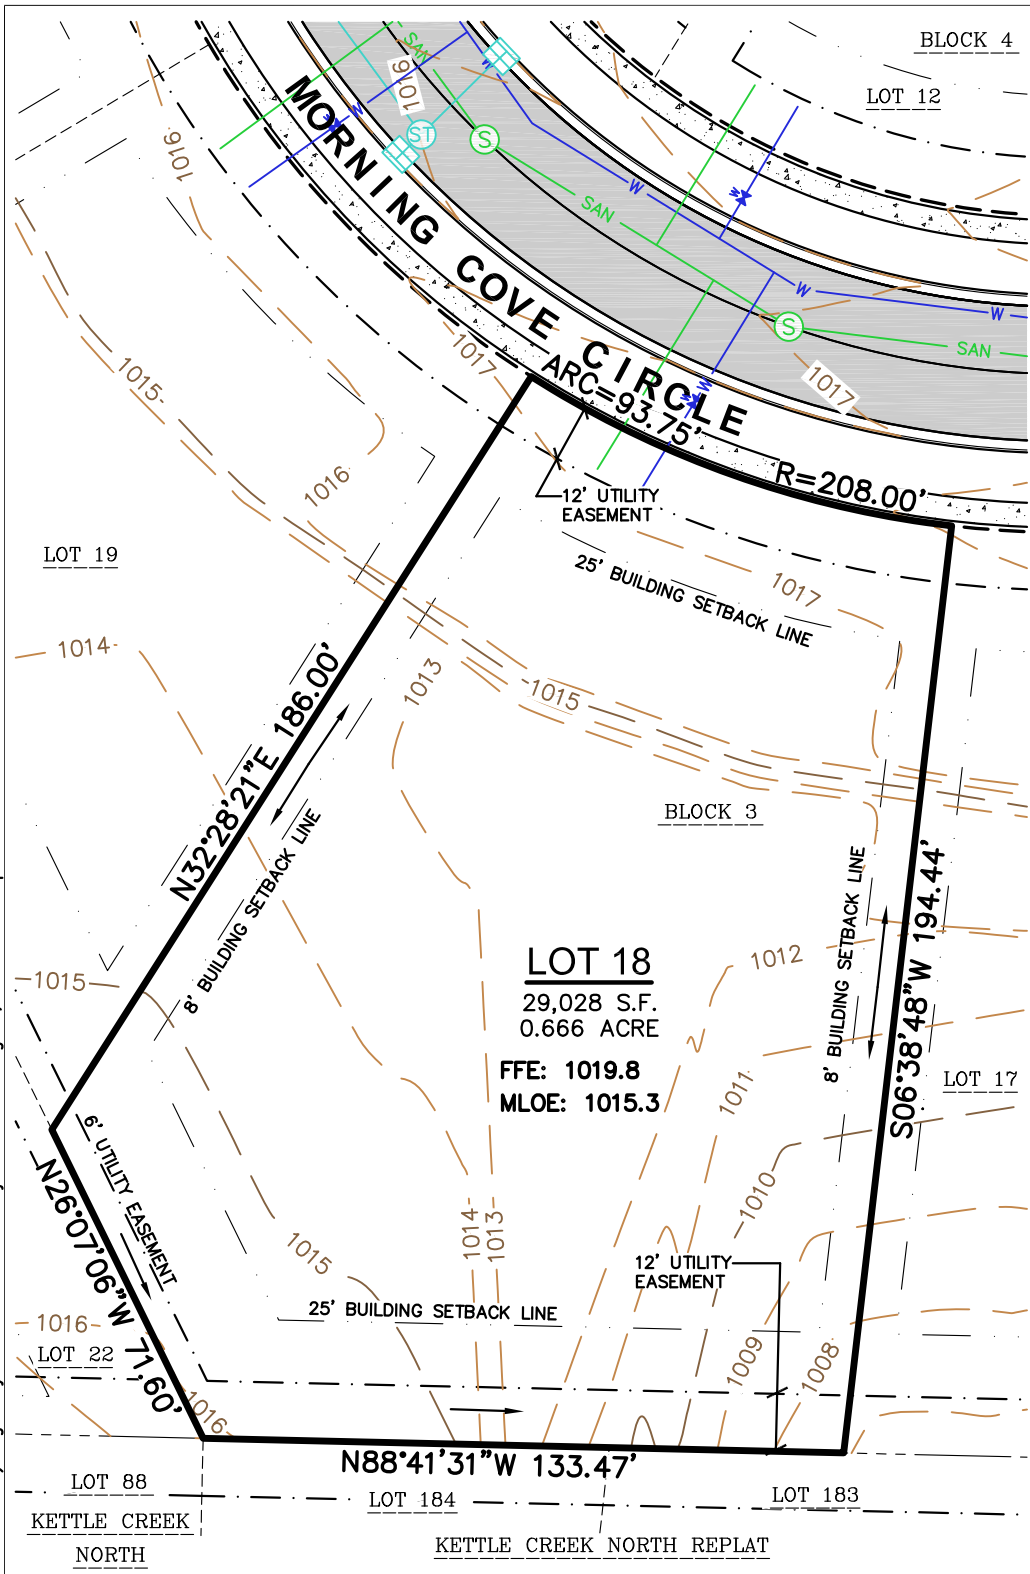 BLOCK 4
LOT 12
SAN
1016
1016
W
ST
S
W
W
SAN
W
W
W
S
SAN
MORNING COVE CIRCLE
1017
1015
1017
ARC=93.75'
W
W
R=208.00'
1016
12' UTILITY
EASEMENT
LOT 19
25' BUILDING SETBACK LINE
1017
1014
1013
1015
N32°28'21"E 186.00'
BLOCK 3
8' BUILDING SETBACK LINE
8' BUILDING SETBACK LINE
S06°38'48"W 194.44'
LOT 18
29,028 S.F.
0.666 ACRE
FFE: 1019.8
MLOE: 1015.3
1012
1015
1011
LOT 17
6' UTILITY EASEMENT
N26°07'06"W 71.60'
1010
1014
1013
1015
12' UTILITY
EASEMENT
25' BUILDING SETBACK LINE
1016
LOT 22
1009
1008
1016
N88°41'31"W 133.47'
LOT 88
LOT 184
LOT 183
KETTLE CREEK
NORTH
KETTLE CREEK NORTH REPLAT